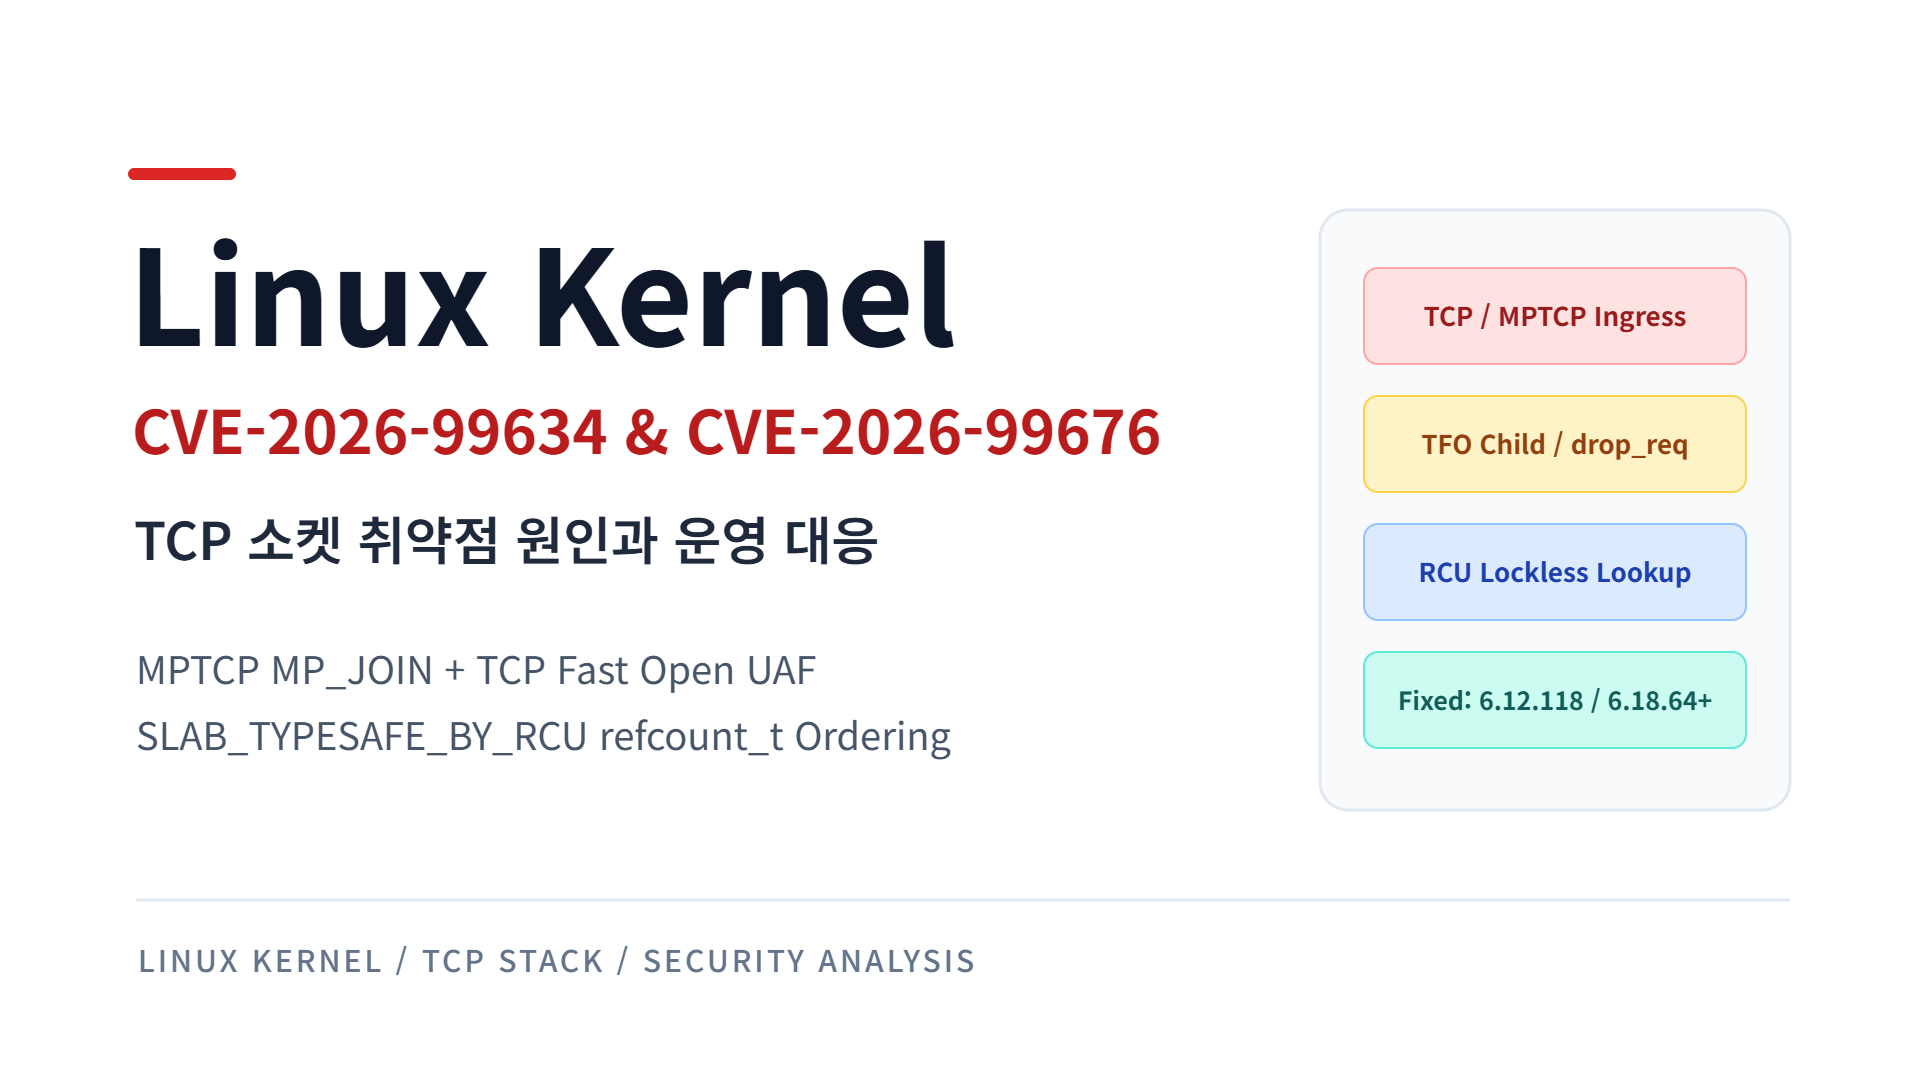 Linux Kernel
CVE-2026-99634 & CVE-2026-99676
TCP 소켓 취약점 원인과 운영 대응
MPTCP MP_JOIN + TCP Fast Open UAF
SLAB_TYPESAFE_BY_RCU refcount_t Ordering
TCP / MPTCP Ingress
TFO Child / drop_req
RCU Lockless Lookup
Fixed: 6.12.118 / 6.18.64+
LINUX KERNEL / TCP STACK / SECURITY ANALYSIS